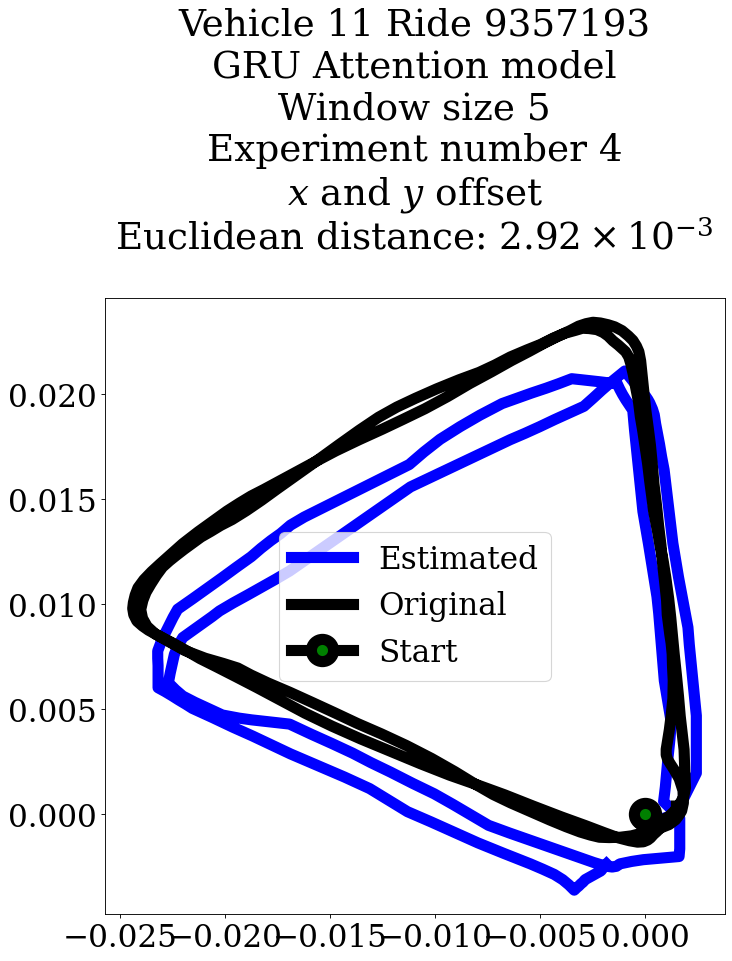 Vehicle 11 Ride 9357193
GRU Attention model
Window size 5
Experiment number 4
x and y offset
Euclidean distance: 2.92 × 10⁻³
0.020
0.015
0.010
0.005
0.000
Estimated
Original
Start
−0.025 −0.020 −0.015 −0.010 −0.005 0.000